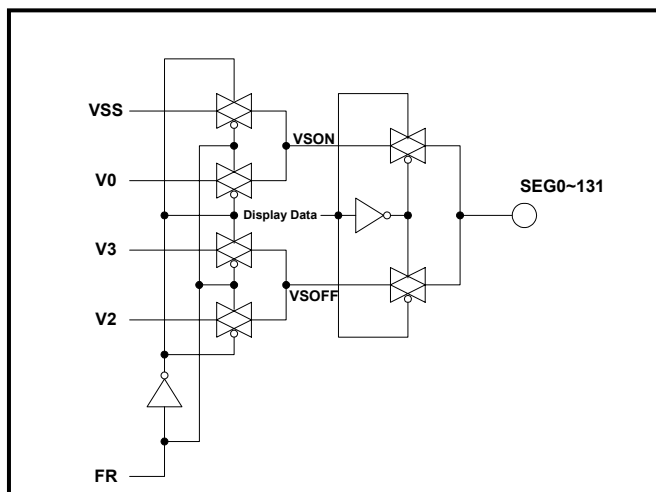 VSS
VSON
V0
SEG0~131
Display Data
V3
VSOFF
V2
FR